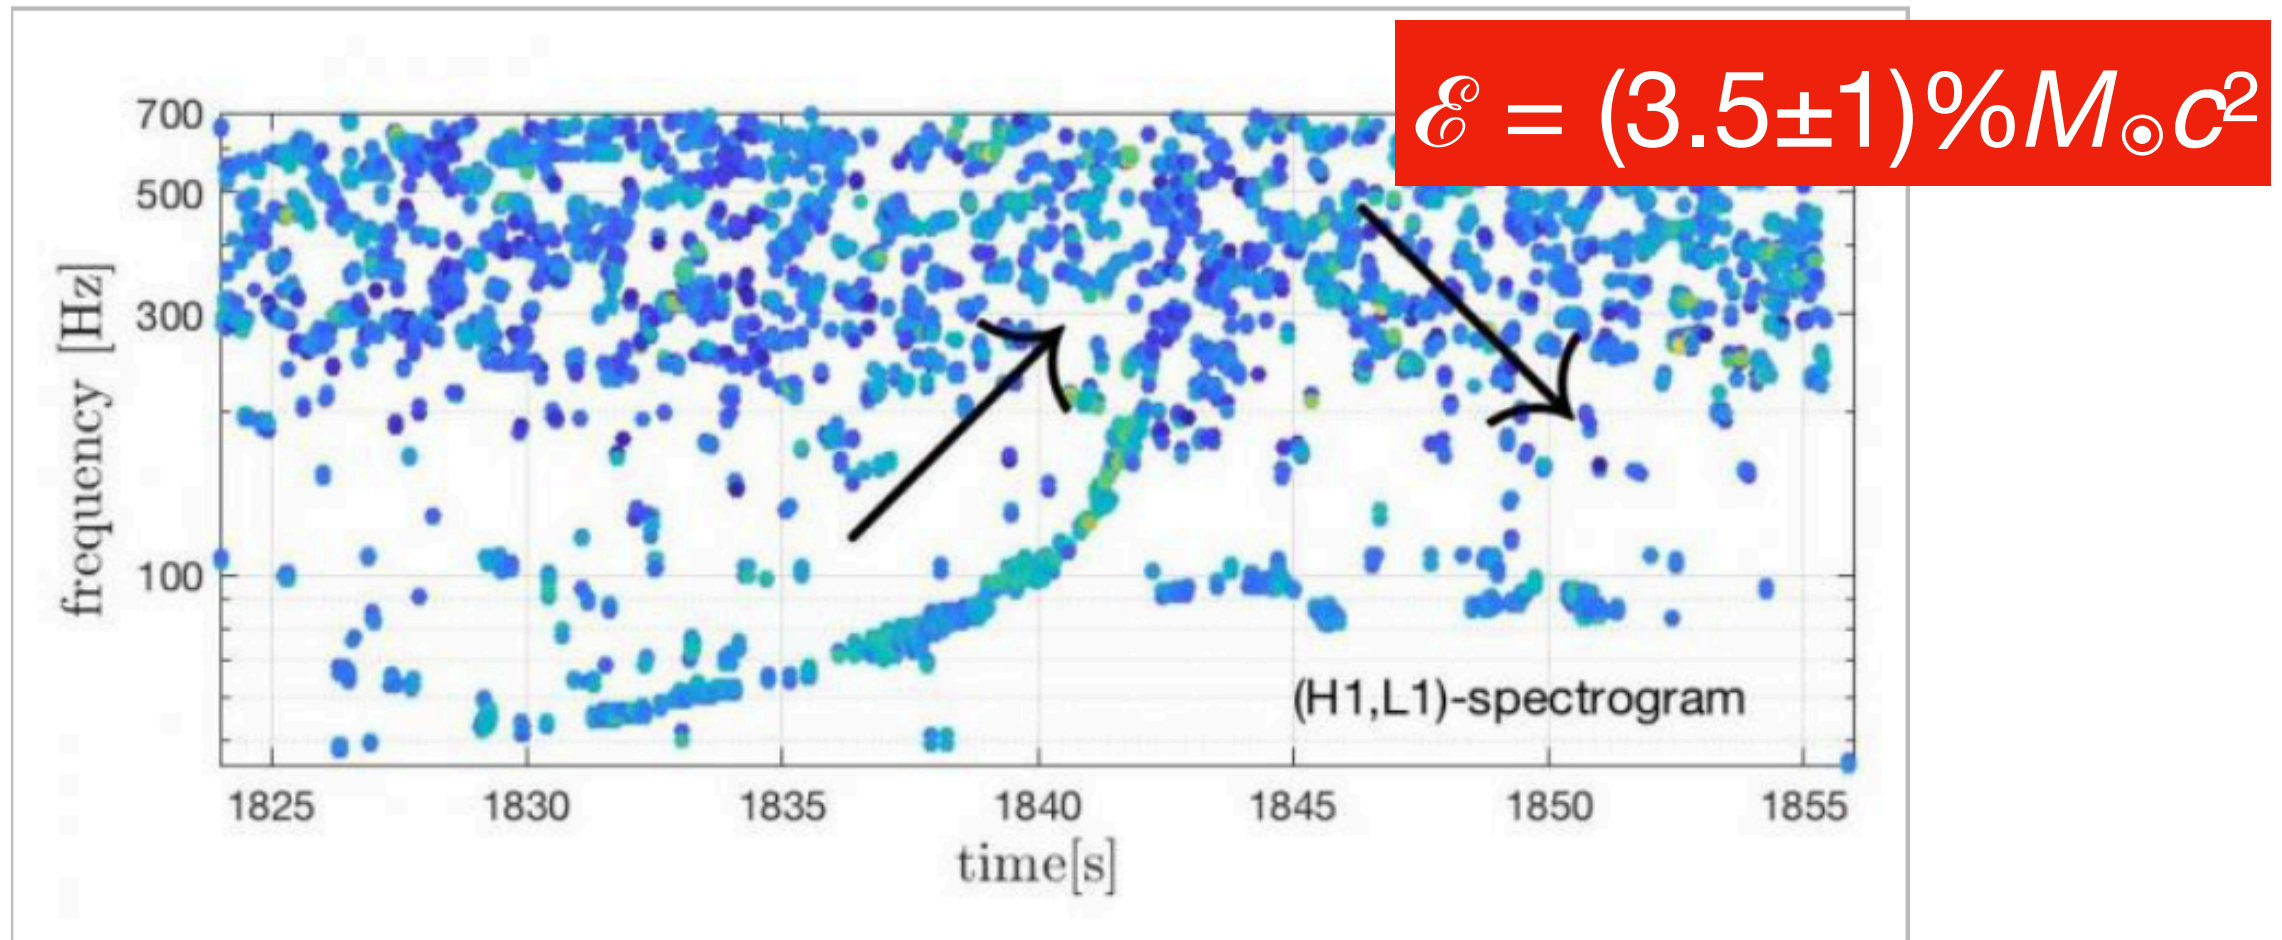 ℰ = (3.5±1)%M☉c²
700
500
300
100
frequency [Hz]
(H1,L1)-spectrogram
1825 1830 1835 1840 1845 1850 1855
time[s]